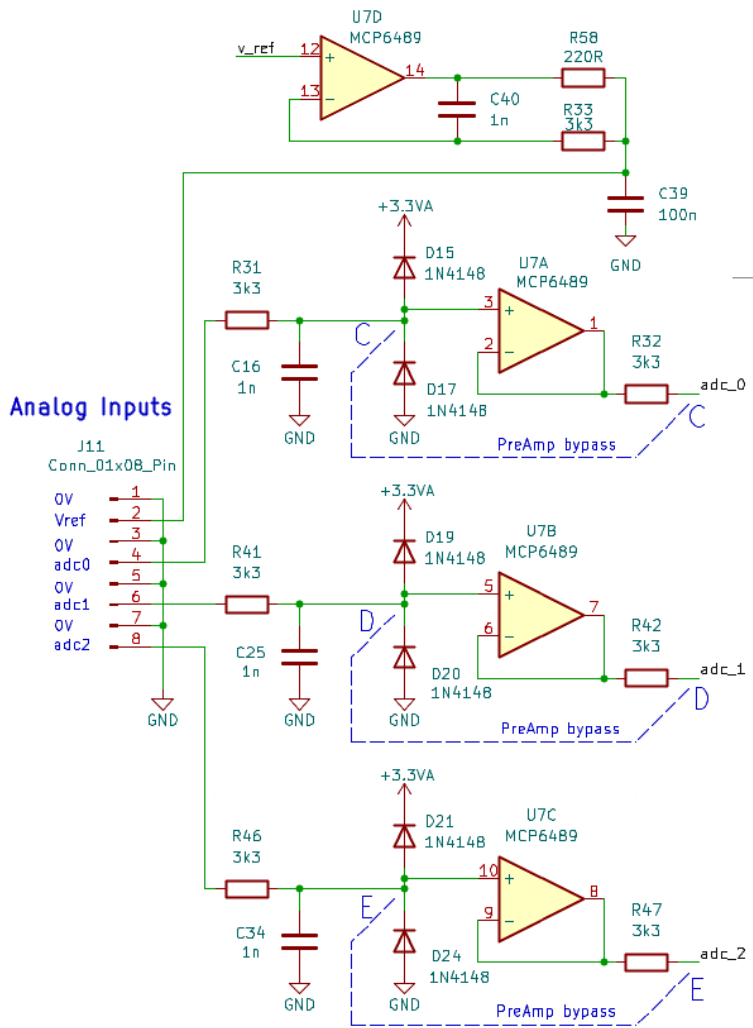 U7D
MCP6489
v_ref
12
+
13
−
14
R58
220R
C40
1n
R33
3k3
C39
100n
GND
+3.3VA
D15
1N4148
U7A
MCP6489
R31
3k3
3
+
2
−
1
C
C16
1n
D17
1N4148
R32
3k3
adc_0
C
GND
GND
PreAmp bypass
Analog Inputs
J11
Conn_01x08_Pin
0V
1
Vref
2
0V
3
adc0
4
0V
5
adc1
6
0V
7
adc2
8
GND
+3.3VA
D19
1N4148
U7B
MCP6489
R41
3k3
5
+
6
−
7
D
C25
1n
D20
1N4148
R42
3k3
adc_1
D
GND
GND
PreAmp bypass
+3.3VA
D21
1N4148
U7C
MCP6489
R46
3k3
10
+
9
−
8
E
C34
1n
D24
1N4148
R47
3k3
adc_2
E
GND
GND
PreAmp bypass